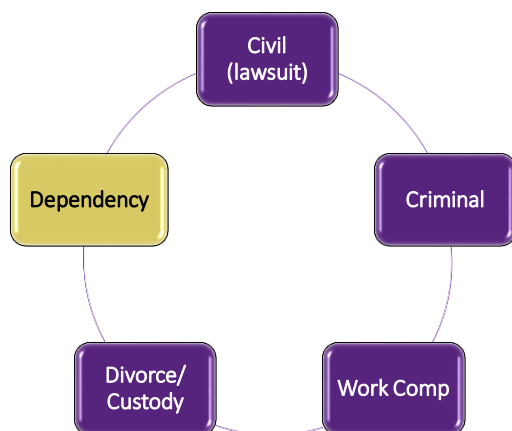 Civil
(lawsuit)
Criminal
Work Comp
Divorce/
Custody
Dependency